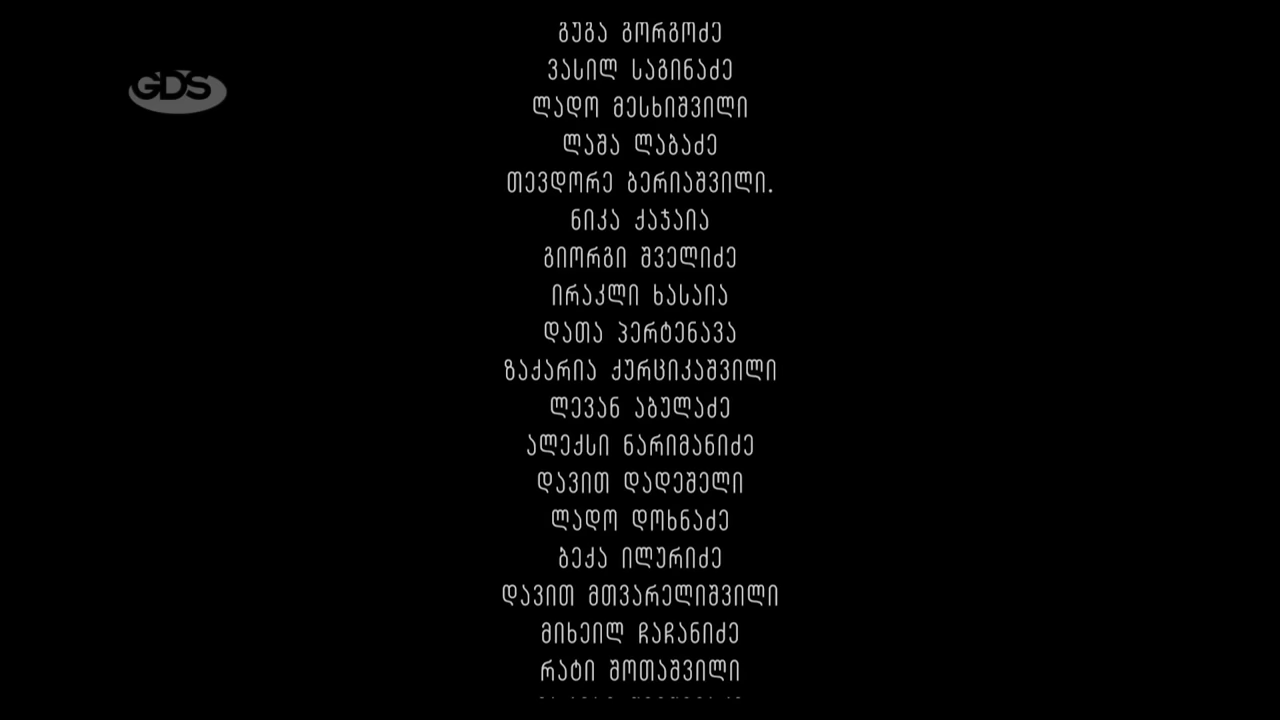 გუგა გორგოძე
GDS
ვასილ საგინაძე
ლადო მესხიშვილი
ლაშა ლაბაძე
თევდორე ბერიაშვილი.
ნიკა ქაჯაია
გიორგი შველიძე
ირაკლი ხასაია
დათა პერტენავა
ზაქარია ქურციკაშვილი
ლევან აბულაძე
ალექსი ნარიმანიძე
დავით დადეშელი
ლადო დოხნაძე
ბექა ილურიძე
დავით მთვარელიშვილი
მიხეილ ჩაჩანიძე
რატი შოთაშვილი